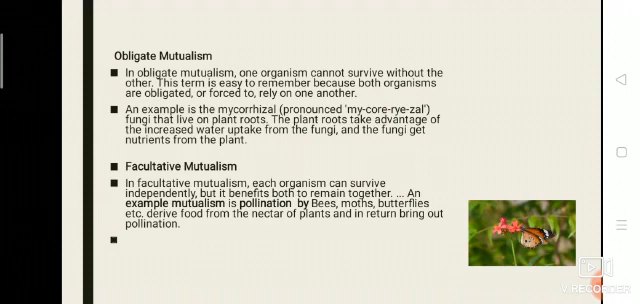 Obligate Mutualism
In obligate mutualism, one organism cannot survive without the
other. This term is easy to remember because both organisms
are obligated, or forced to, rely on one another.
An example is the mycorrhizal (pronounced 'my-core-rye-zal')
fungi that live on plant roots. The plant roots take advantage of
the increased water uptake from the fungi, and the fungi get
nutrients from the plant.
Facultative Mutualism
In facultative mutualism, each organism can survive
independently, but it benefits both to remain together. ... An
example mutualism is pollination by Bees, moths, butterflies
etc. derive food from the nectar of plants and in return bring out
pollination.
V.RECORDER